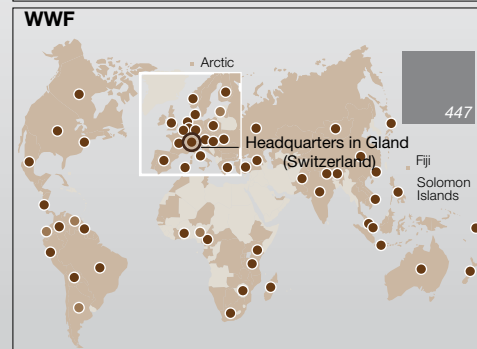 WWF
Arctic
447
Headquarters in Gland
(Switzerland)
Fiji
Solomon
Islands